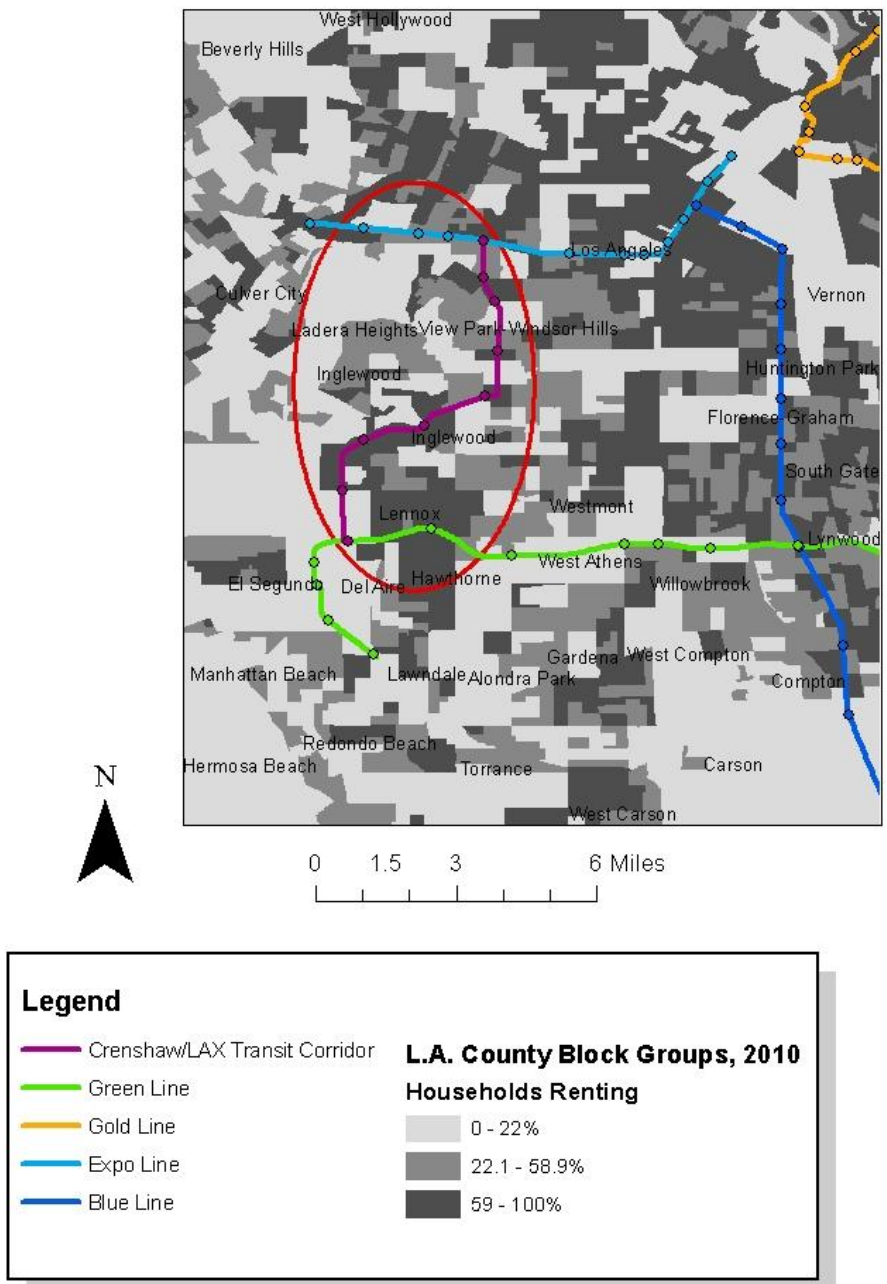 West Hollywood
Beverly Hills
Los Angeles
Culver City
Vernon
Ladera Heights
View Park-Windsor Hills
Inglewood
Huntington Park
Florence-Graham
Inglewood
South Gate
Westmont
Lennox
Lynwood
West Athens
El Segundo
Del Aire
Hawthorne
Willowbrook
Gardena
West Compton
Manhattan Beach
Lawndale
Alondra Park
Compton
Redondo Beach
Hermosa Beach
Torrance
Carson
West Carson
N
0 1.5 3 6 Miles
Legend
Crenshaw/LAX Transit Corridor
Green Line
Gold Line
Expo Line
Blue Line
L.A. County Block Groups, 2010
Households Renting
0 - 22%
22.1 - 58.9%
59 - 100%